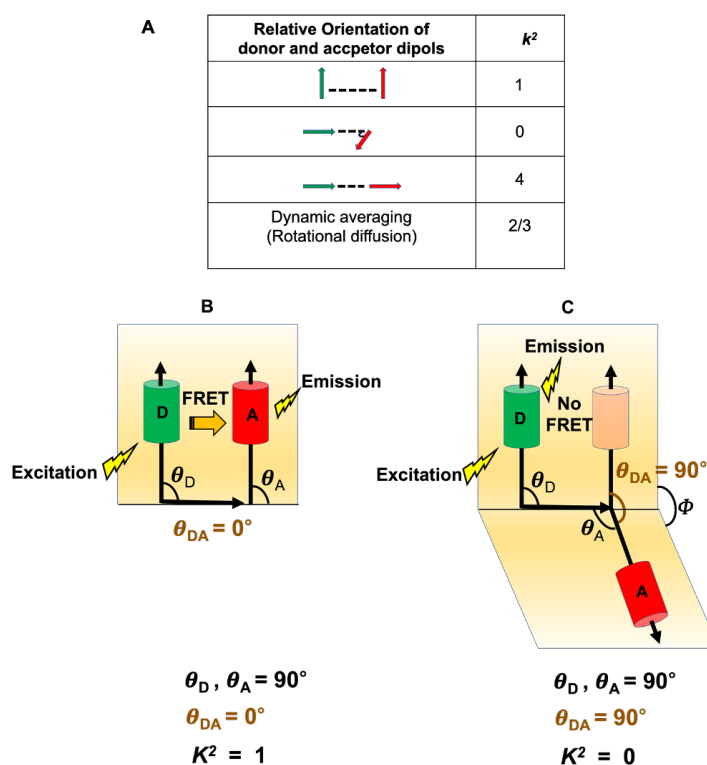 A
Relative Orientation of
donor and accpetor dipols
k²
1
0
4
Dynamic averaging
(Rotational diffusion)
2/3
B
C
Emission
FRET
Emission
D
A
D
No
FRET
Excitation
θD
θA
θDA = 0°
Excitation
θD
θDA = 90°
θA
Φ
A
θD , θA = 90°
θDA = 0°
K² = 1
θD , θA = 90°
θDA = 90°
K² = 0